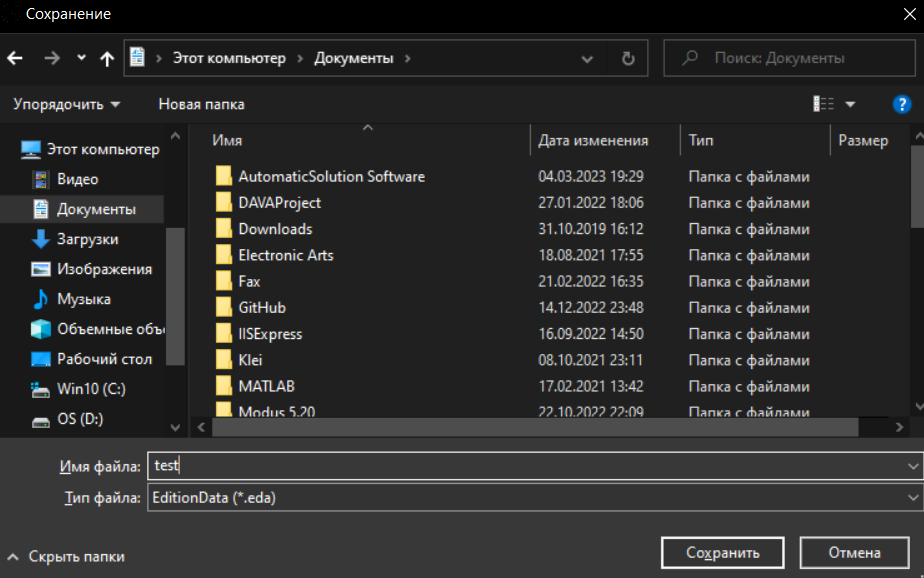 Сохранение
Этот компьютер Документы
Поиск: Документы
Упорядочить Новая папка
?
Этот компьютер
Видео
Документы
Загрузки
Изображения
Музыка
Объемные объ
Рабочий стол
Win10 (C:)
OS (D:)
Имя Дата изменения Тип Размер
AutomaticSolution Software 04.03.2023 19:29 Папка с файлами
DAVAProject 27.01.2022 18:06 Папка с файлами
Downloads 31.10.2019 16:12 Папка с файлами
Electronic Arts 18.08.2021 17:55 Папка с файлами
Fax 21.02.2022 16:35 Папка с файлами
GitHub 14.12.2022 23:48 Папка с файлами
IISExpress 16.09.2022 14:50 Папка с файлами
Klei 08.10.2021 23:11 Папка с файлами
MATLAB 17.02.2021 13:42 Папка с файлами
Modus 5.20 22.10.2022 22:09 Папка с файлами
Имя файла: test
Тип файла: EditionData (*.eda)
Скрыть папки
Сохранить Отмена